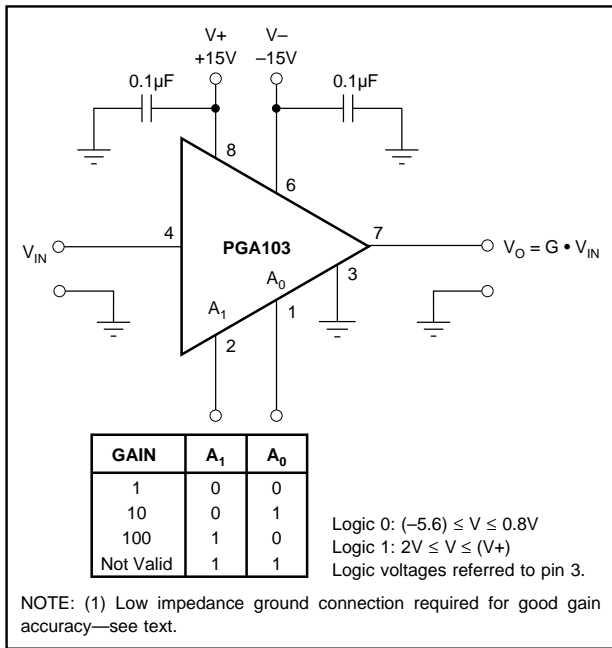 V+
+15V
V–
–15V
0.1µF
0.1µF
8
6
4
7
V_IN
PGA103
V_O = G • V_IN
3
A_0
A_1
1
2
GAIN A_1 A_0
1 0 0
10 0 1
100 1 0
Not Valid 1 1
Logic 0: (–5.6) ≤ V ≤ 0.8V
Logic 1: 2V ≤ V ≤ (V+)
Logic voltages referred to pin 3.
NOTE: (1) Low impedance ground connection required for good gain
accuracy—see text.